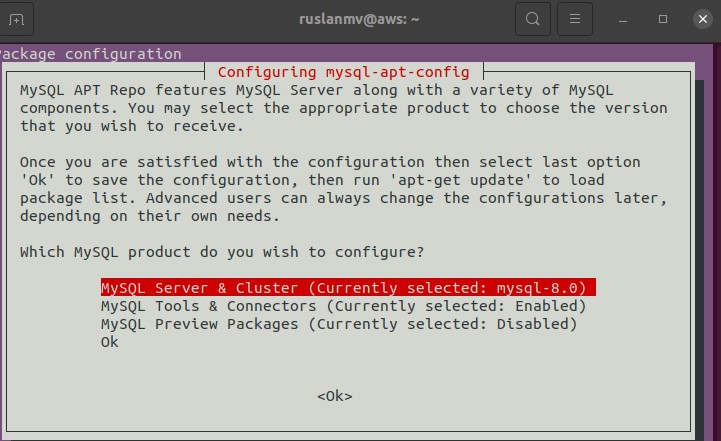 ruslanmv@aws: ~
Package configuration
Configuring mysql-apt-config
MySQL APT Repo features MySQL Server along with a variety of MySQL
components. You may select the appropriate product to choose the version
that you wish to receive.
Once you are satisfied with the configuration then select last option
'Ok' to save the configuration, then run 'apt-get update' to load
package list. Advanced users can always change the configurations later,
depending on their own needs.
Which MySQL product do you wish to configure?
MySQL Server & Cluster (Currently selected: mysql-8.0)
MySQL Tools & Connectors (Currently selected: Enabled)
MySQL Preview Packages (Currently selected: Disabled)
Ok
<Ok>